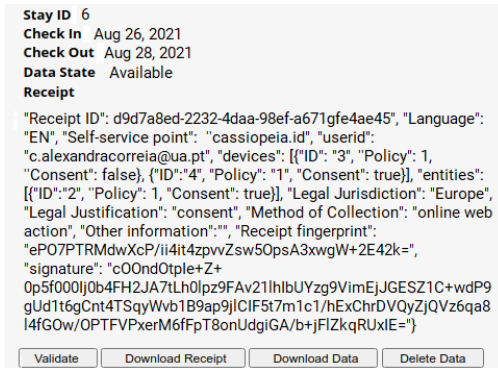 Stay ID 6
Check In Aug 26, 2021
Check Out Aug 28, 2021
Data State Available
Receipt
"Receipt ID": d9d7a8ed-2232-4daa-98ef-a671gfe4ae45", "Language":
"EN", "Self-service point": "cassiopeia.id", "userid":
"c.alexandracorreia@ua.pt", "devices": [{"ID": "3", "Policy": 1,
"Consent": false}, {"ID":"4", "Policy": "1", "Consent": true}], "entities":
[{"ID":"2", "Policy": 1, "Consent": true}], "Legal Jurisdiction": "Europe",
"Legal Justification": "consent", "Method of Collection": "online web
action", "Other information":"", "Receipt fingerprint":
"ePO7PTRMdwXcP/ii4it4zpvvZsw5OpsA3xwgW+2E42k=",
"signature": "cOOndOtpIe+Z+
0p5f000Ij0b4FH2JA7tLh0lpz9FAv21lhIbUYzg9VimEjJGESZ1C+wdP9
gUd1t6gCnt4TSqyWvb1B9ap9jlCIF5t7m1c1/hExChrDVQyZjQVz6qa8
l4fGOw/OPTFVPxerM6fFpT8onUdgiGA/b+jFlZkqRUxIE="}
Validate Download Receipt Download Data Delete Data